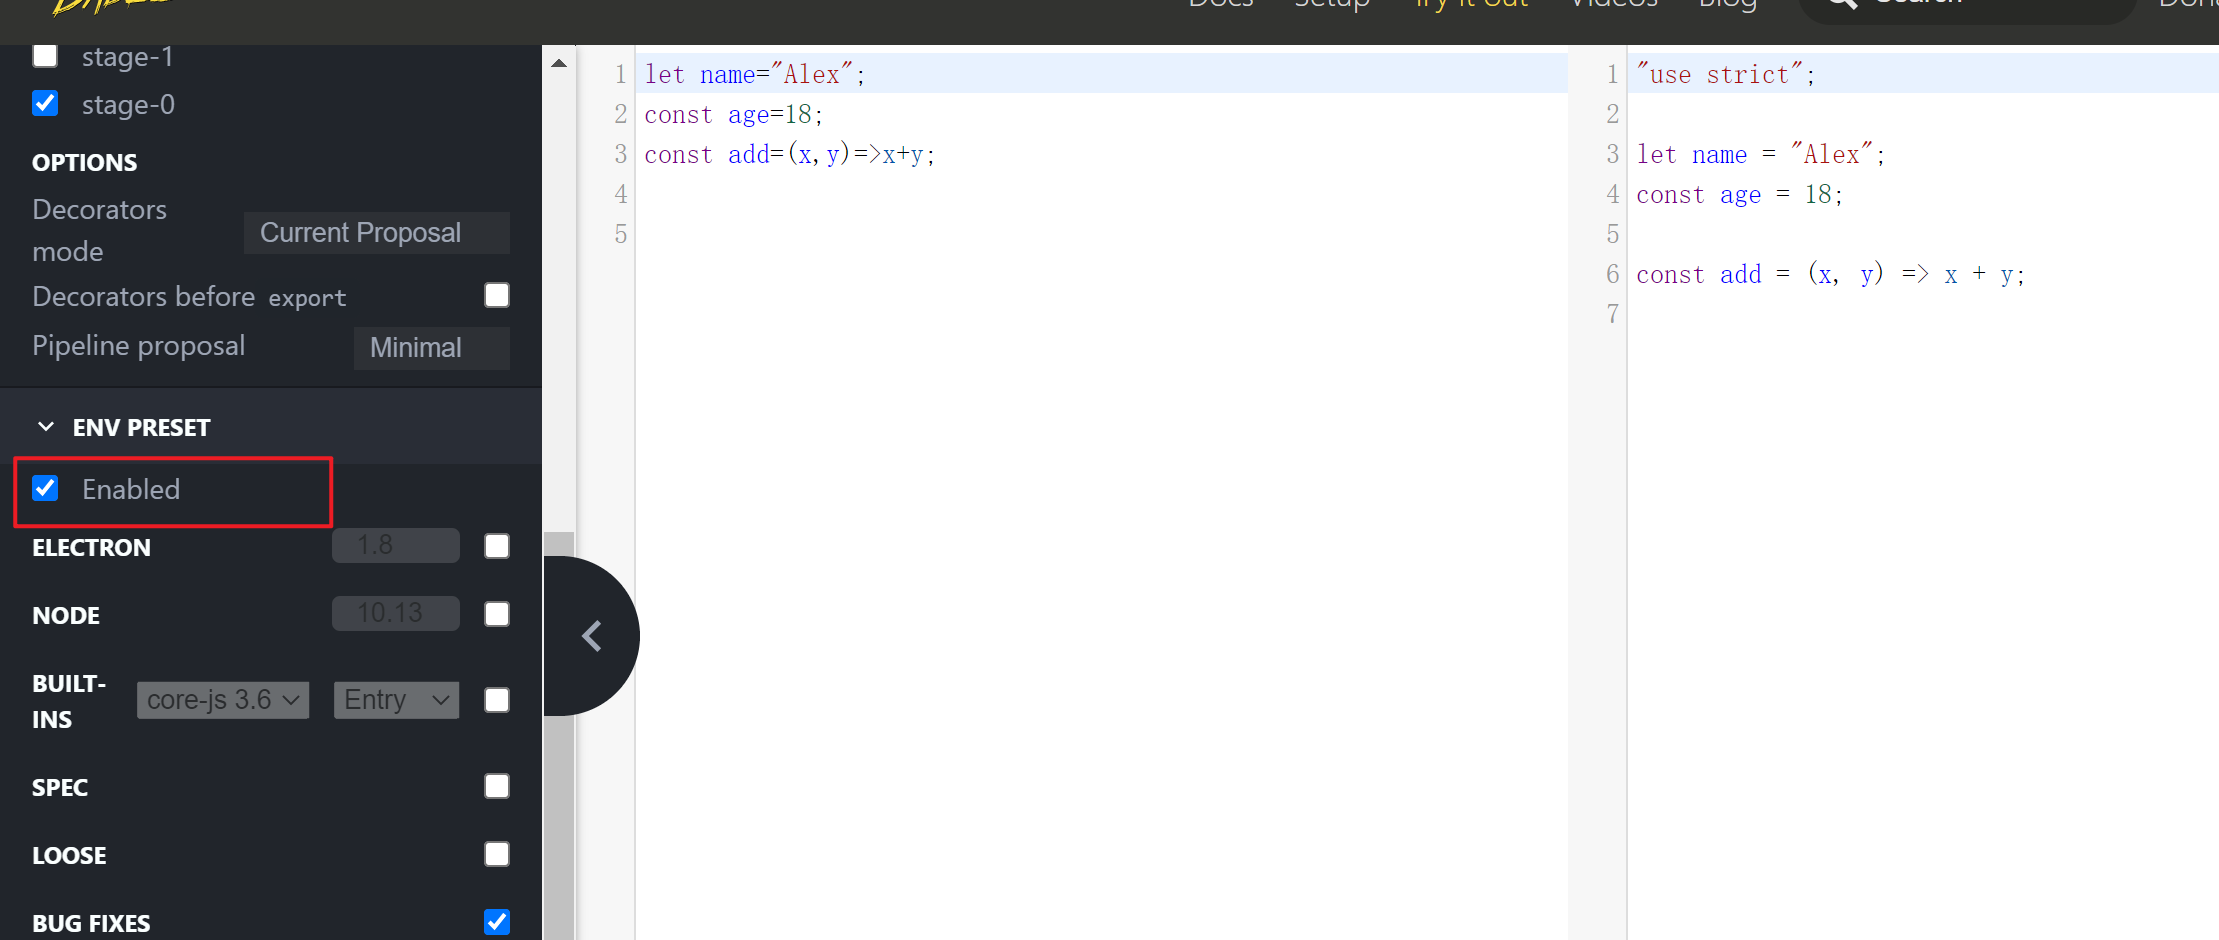 Docs Setup Try it out Videos Blog Search
stage-1
stage-0
OPTIONS
Decorators mode
Current Proposal
Decorators before export
Pipeline proposal
Minimal
ENV PRESET
Enabled
ELECTRON
1.8
NODE
10.13
BUILT-INS
core-js 3.6
Entry
SPEC
LOOSE
BUG FIXES
1 let name="Alex";
2 const age=18;
3 const add=(x,y)=>x+y;
4
5
1 "use strict";
2
3 let name = "Alex";
4 const age = 18;
5
6 const add = (x, y) => x + y;
7